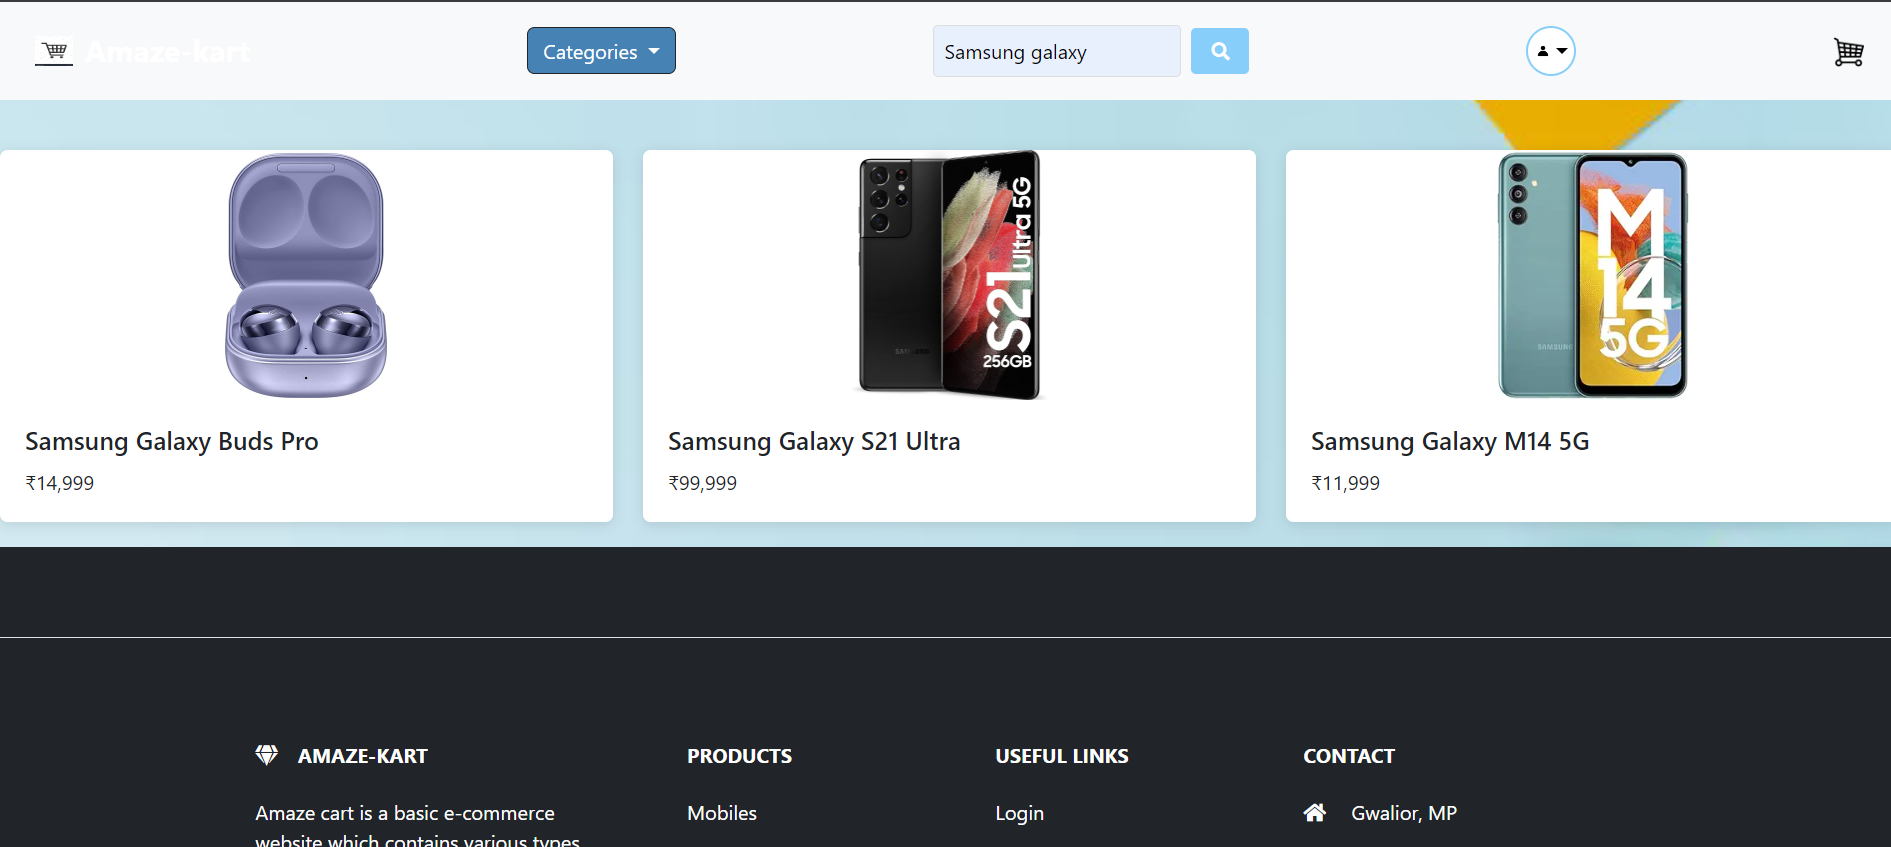 Amaze-kart
Categories
Samsung galaxy
S21 Ultra 5G
256GB
SAMSUNG
M
14
5G
Samsung Galaxy Buds Pro
₹14,999
Samsung Galaxy S21 Ultra
₹99,999
Samsung Galaxy M14 5G
₹11,999
AMAZE-KART
Amaze cart is a basic e-commerce
website which contains various types
PRODUCTS
Mobiles
USEFUL LINKS
Login
CONTACT
Gwalior, MP